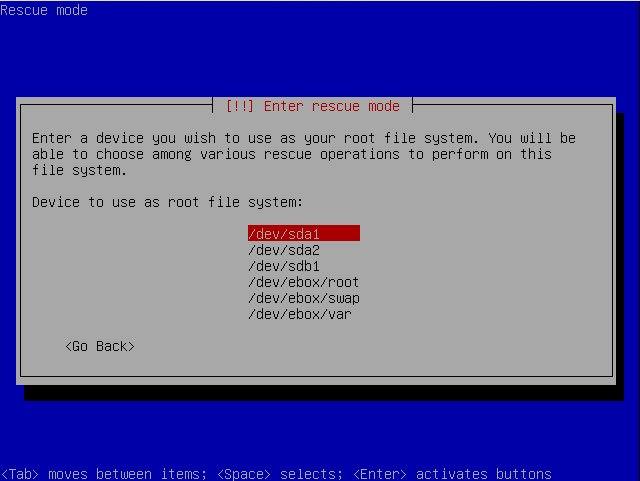 Rescue mode
[!!] Enter rescue mode
Enter a device you wish to use as your root file system. You will be
able to choose among various rescue operations to perform on this
file system.
Device to use as root file system:
/dev/sda1
/dev/sda2
/dev/sdb1
/dev/ebox/root
/dev/ebox/swap
/dev/ebox/var
<Go Back>
<Tab> moves between items; <Space> selects; <Enter> activates buttons